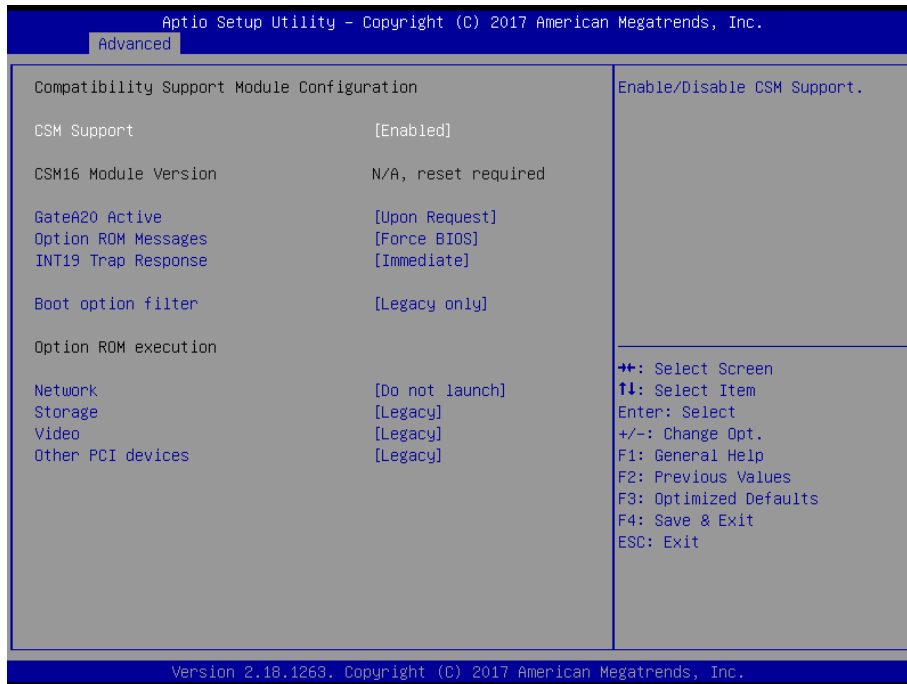 Aptio Setup Utility – Copyright (C) 2017 American Megatrends, Inc.
Advanced
Compatibility Support Module Configuration
CSM Support [Enabled]
CSM16 Module Version N/A, reset required
GateA20 Active [Upon Request]
Option ROM Messages [Force BIOS]
INT19 Trap Response [Immediate]
Boot option filter [Legacy only]
Option ROM execution
Network [Do not launch]
Storage [Legacy]
Video [Legacy]
Other PCI devices [Legacy]
Enable/Disable CSM Support.
→←: Select Screen
↑↓: Select Item
Enter: Select
+/-: Change Opt.
F1: General Help
F2: Previous Values
F3: Optimized Defaults
F4: Save & Exit
ESC: Exit
Version 2.18.1263. Copyright (C) 2017 American Megatrends, Inc.